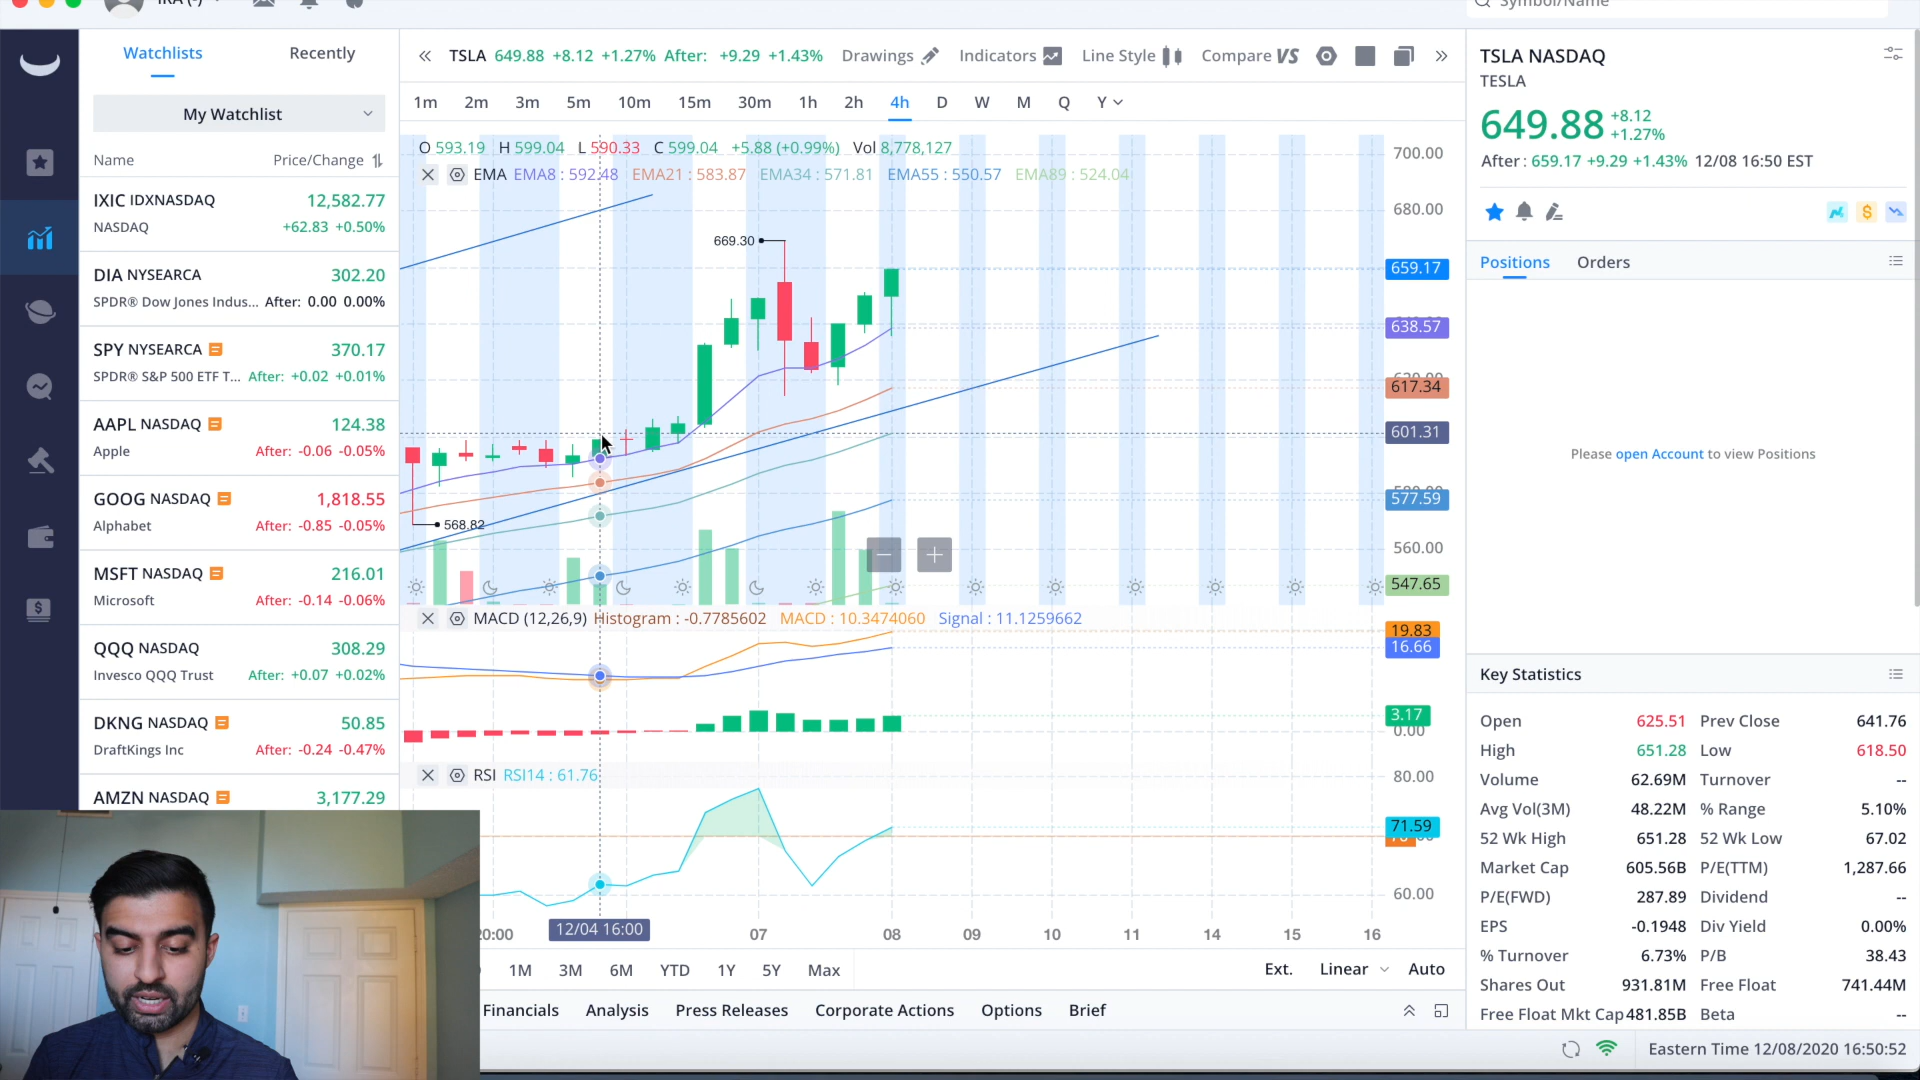 Symbol/Name
Watchlists Recently
My Watchlist
Name Price/Change
IXIC IDXNASDAQ 12,582.77
NASDAQ +62.83 +0.50%
DIA NYSEARCA 302.20
SPDR® Dow Jones Indus... After: 0.00 0.00%
SPY NYSEARCA 370.17
SPDR® S&P 500 ETF T... After: +0.02 +0.01%
AAPL NASDAQ 124.38
Apple After: -0.06 -0.05%
GOOG NASDAQ 1,818.55
Alphabet After: -0.85 -0.05%
MSFT NASDAQ 216.01
Microsoft After: -0.14 -0.06%
QQQ NASDAQ 308.29
Invesco QQQ Trust After: +0.07 +0.02%
DKNG NASDAQ 50.85
DraftKings Inc After: -0.24 -0.47%
AMZN NASDAQ 3,177.29
TSLA 649.88 +8.12 +1.27% After: +9.29 +1.43% Drawings Indicators Line Style Compare VS
1m 2m 3m 5m 10m 15m 30m 1h 2h 4h D W M Q Y
O 593.19 H 599.04 L 590.33 C 599.04 +5.88 (+0.99%) Vol 8,778,127
EMA EMA8 : 592.48 EMA21 : 583.87 EMA34 : 571.81 EMA55 : 550.57 EMA89 : 524.04
669.30
568.82
700.00
680.00
659.17
638.57
617.34
601.31
577.59
560.00
547.65
MACD (12,26,9) Histogram : -0.7785602 MACD : 10.3474060 Signal : 11.1259662
19.83
16.66
3.17
0.00
RSI RSI14 : 61.76
80.00
71.59
60.00
20:00 12/04 16:00 07 08 09 10 11 14 15 16
1M 3M 6M YTD 1Y 5Y Max Ext. Linear Auto
Financials Analysis Press Releases Corporate Actions Options Brief
TSLA NASDAQ
TESLA
649.88 +8.12
+1.27%
After : 659.17 +9.29 +1.43% 12/08 16:50 EST
Positions Orders
Please open Account to view Positions
Key Statistics
Open 625.51 Prev Close 641.76
High 651.28 Low 618.50
Volume 62.69M Turnover --
Avg Vol(3M) 48.22M % Range 5.10%
52 Wk High 651.28 52 Wk Low 67.02
Market Cap 605.56B P/E(TTM) 1,287.66
P/E(FWD) 287.89 Dividend --
EPS -0.1948 Div Yield 0.00%
% Turnover 6.73% P/B 38.43
Shares Out 931.81M Free Float 741.44M
Free Float Mkt Cap 481.85B Beta --
Eastern Time 12/08/2020 16:50:52